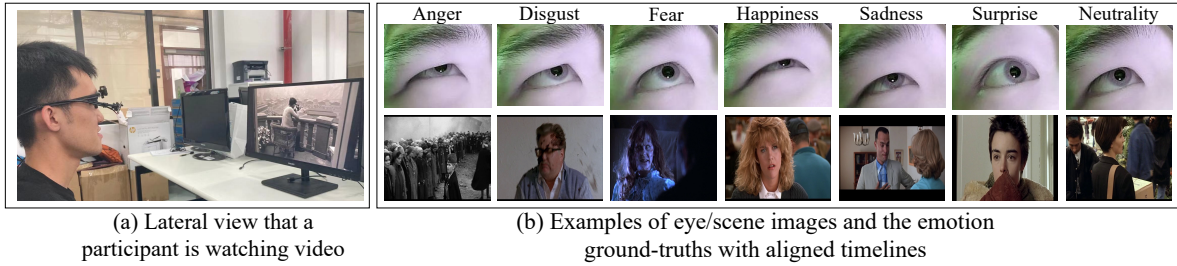 Anger Disgust Fear Happiness Sadness Surprise Neutrality
(a) Lateral view that a
participant is watching video
(b) Examples of eye/scene images and the emotion
ground-truths with aligned timelines